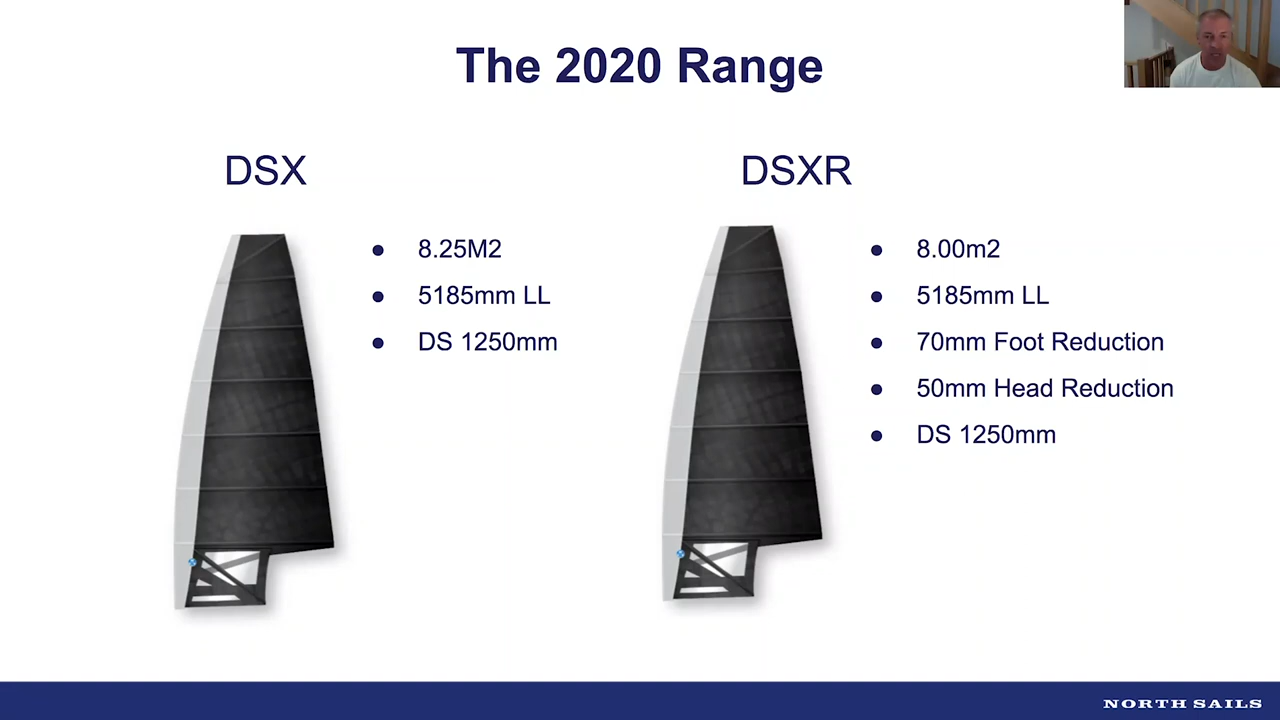 The 2020 Range
DSX
● 8.25M2
● 5185mm LL
● DS 1250mm
DSXR
● 8.00m2
● 5185mm LL
● 70mm Foot Reduction
● 50mm Head Reduction
● DS 1250mm
NORTH SAILS